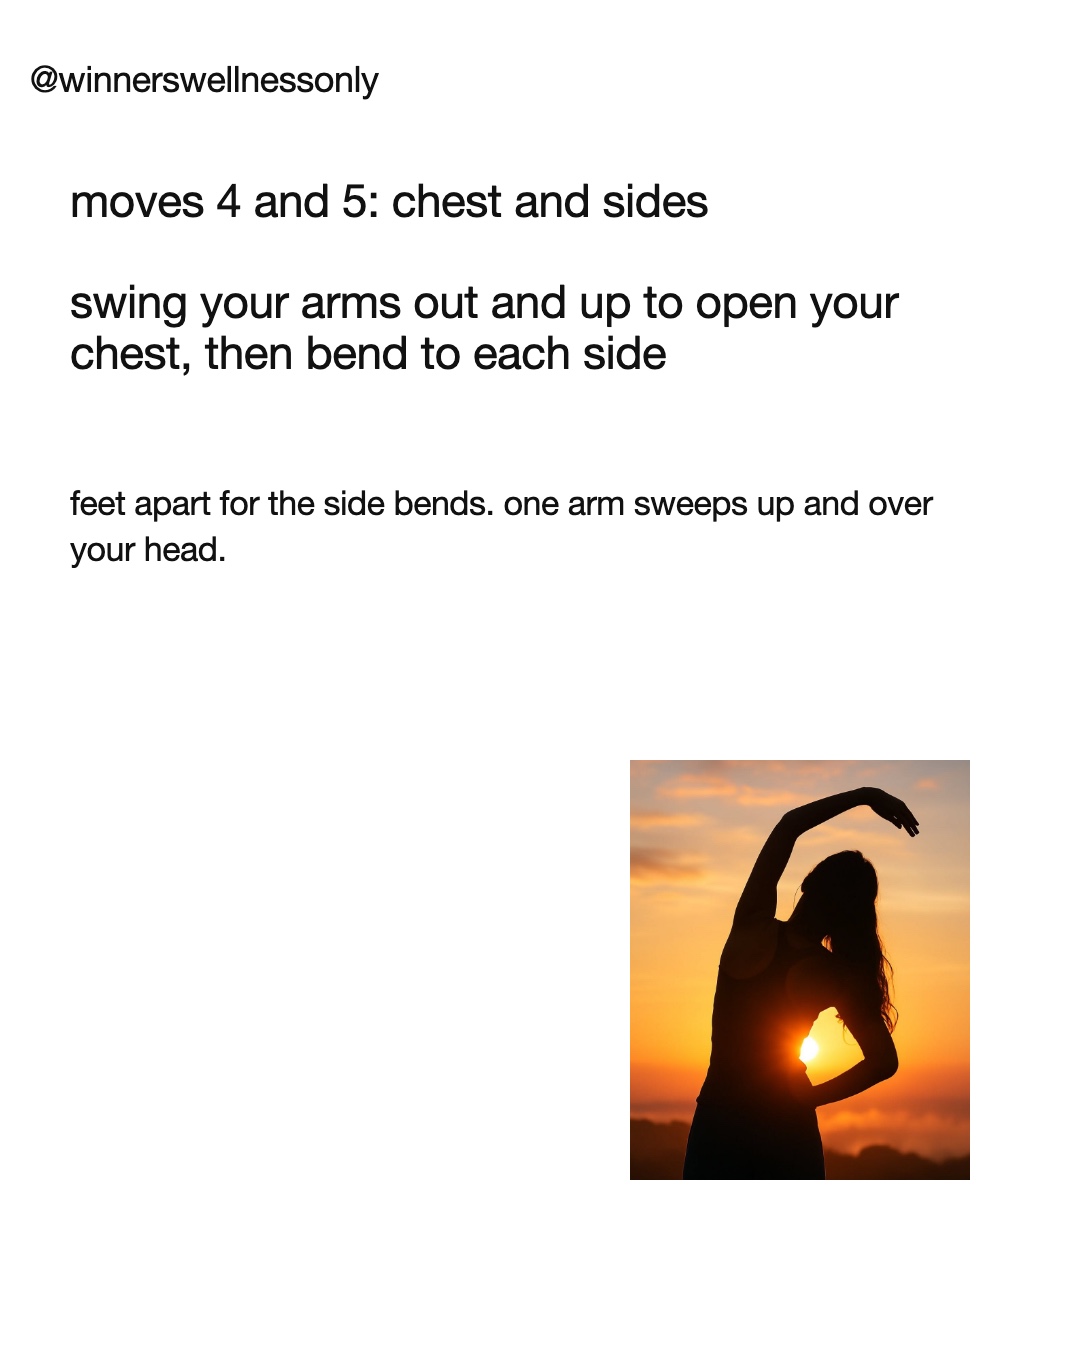 @winnerswellnessonly
moves 4 and 5: chest and sides
swing your arms out and up to open your
chest, then bend to each side
feet apart for the side bends. one arm sweeps up and over
your head.